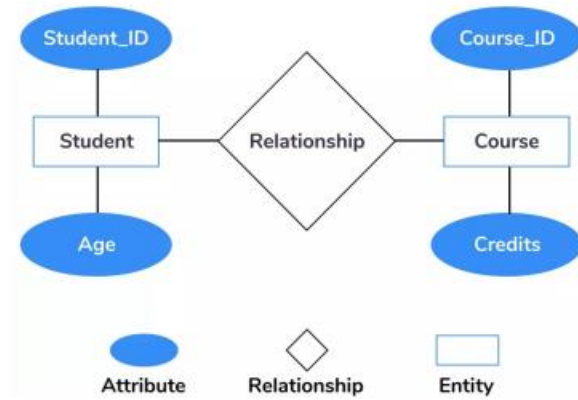 Student_ID
Course_ID
Student
Relationship
Course
Age
Credits
Attribute
Relationship
Entity